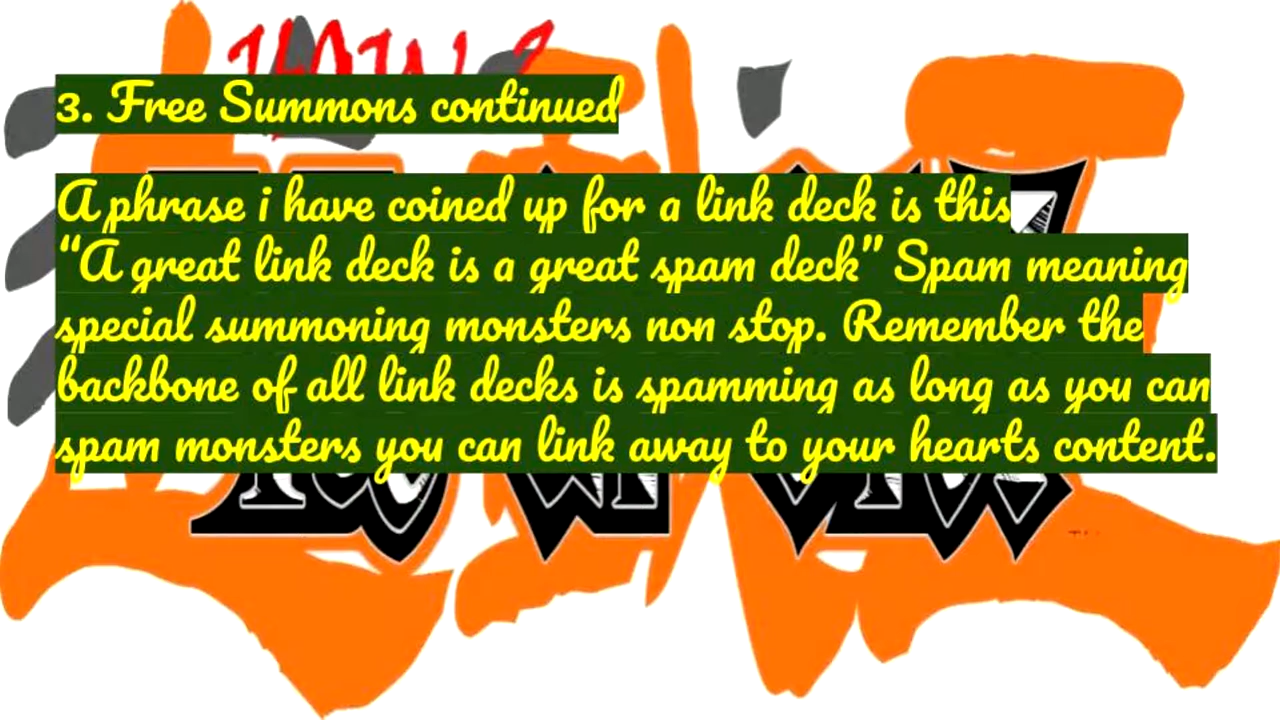 3. Free Summons continued
A phrase i have coined up for a link deck is this
“A great link deck is a great spam deck” Spam meaning
special summoning monsters non stop. Remember the
backbone of all link decks is spamming as long as you can
spam monsters you can link away to your hearts content.